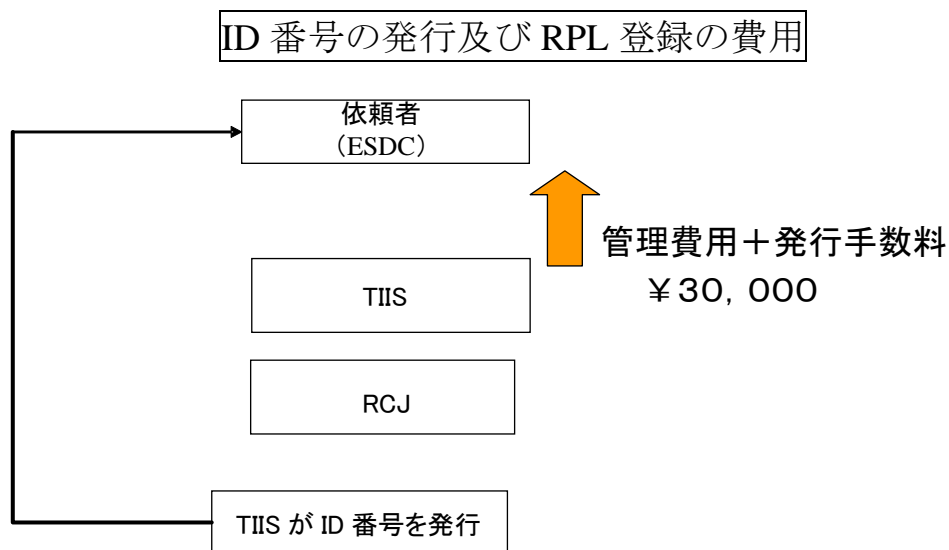 ID 番号の発行及び RPL 登録の費用
依頼者
(ESDC)
管理費用＋発行手数料
￥３０，０００
TIIS
RCJ
TIIS が ID 番号を発行